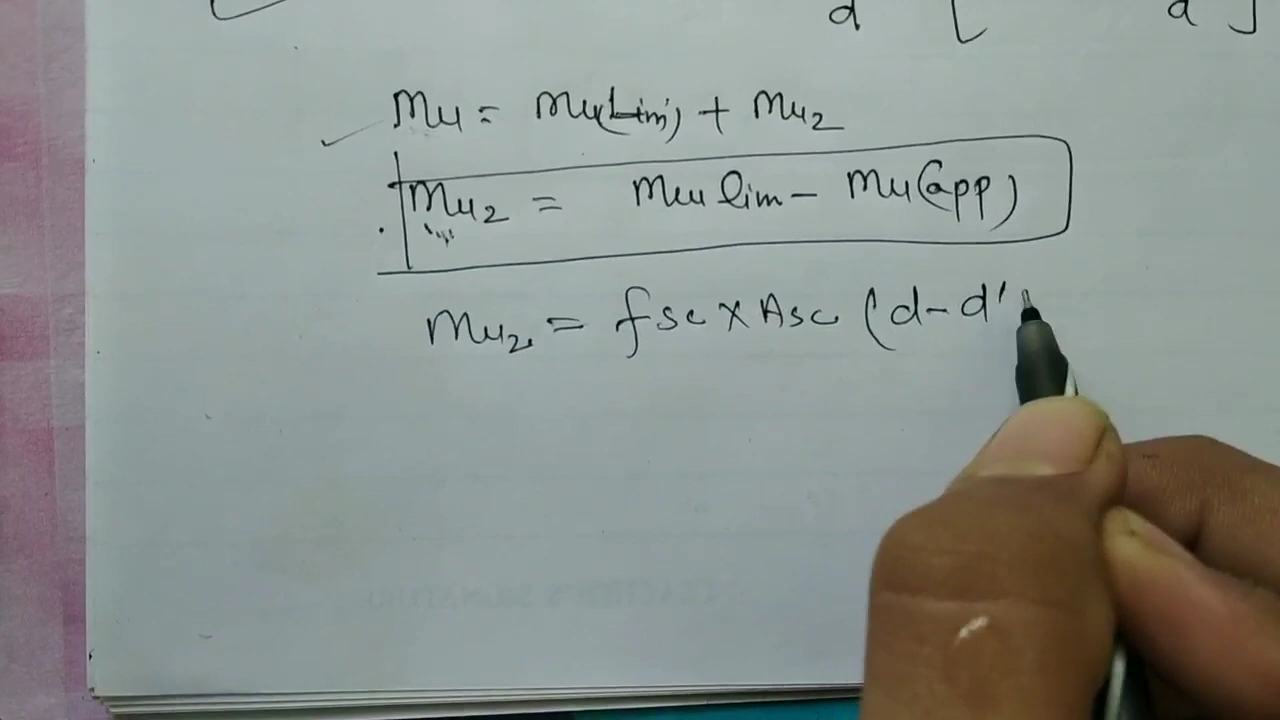 d [ d ]
Mu = Mu(Lim) + Mu2
Mu2 = Mu lim - Mu(app)
Mu2 = fsc x Asc (d-d'